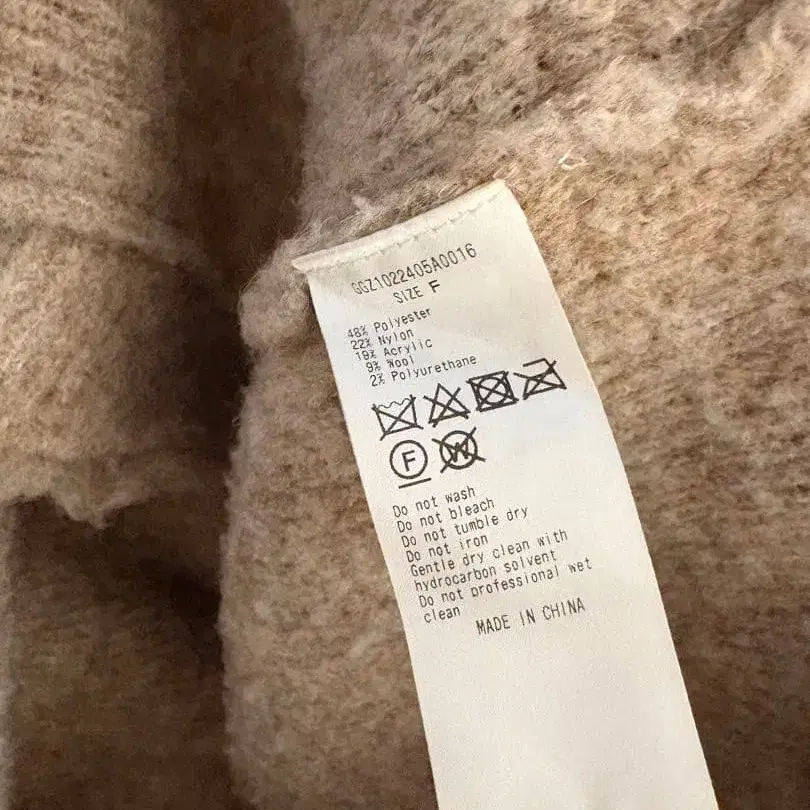 GGZ1022405A0016
SIZE F
48% Polyester
22% Nylon
19% Acrylic
9% Wool
2% Polyurethane
F W
Do not wash
Do not bleach
Do not tumble dry
Do not iron
Gentle dry clean with
hydrocarbon solvent
Do not professional wet
clean
MADE IN CHINA